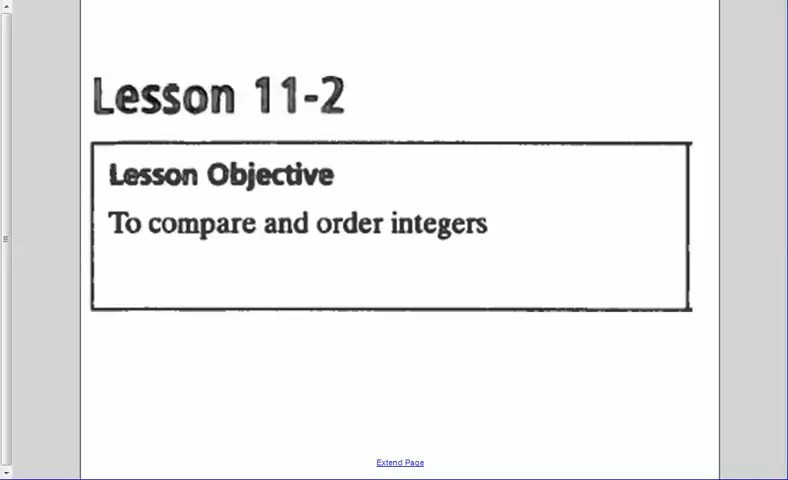 Lesson 11-2
Lesson Objective
To compare and order integers
Extend Page